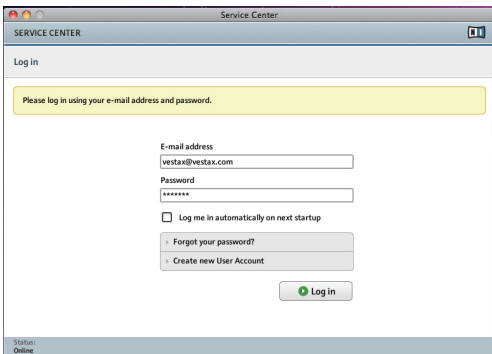 Service Center
SERVICE CENTER
NI
Log in
Please log in using your e-mail address and password.
E-mail address
vestax@vestax.com
Password
*******
Log me in automatically on next startup
Forgot your password?
Create new User Account
Log in
Status:
Online